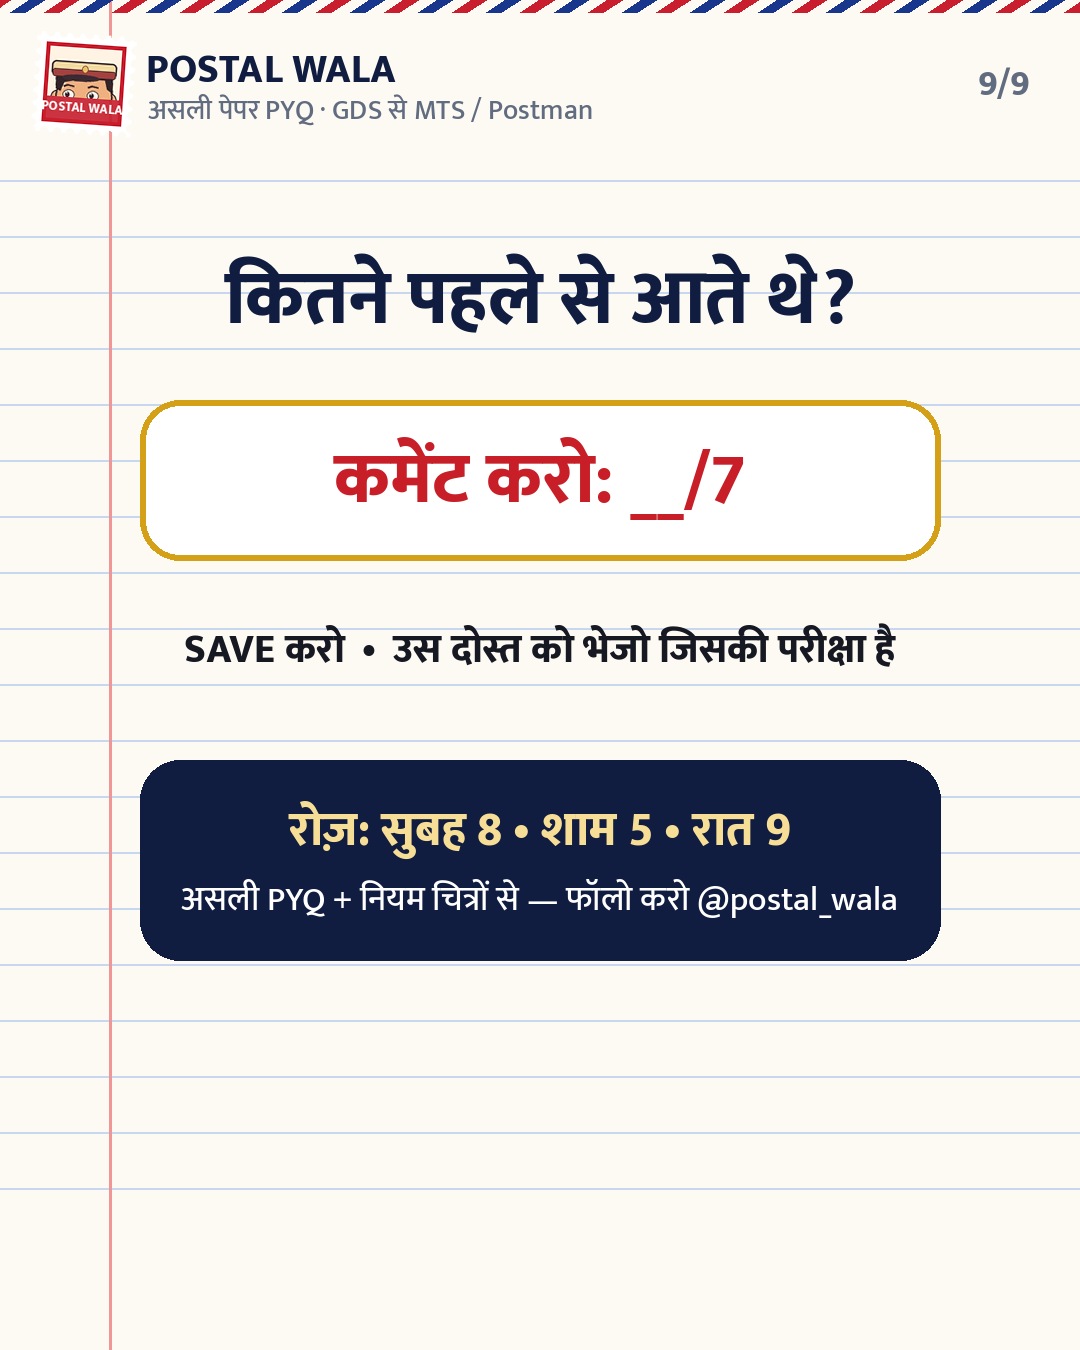 POSTAL WALA
POSTAL WALA
असली पेपर PYQ · GDS से MTS / Postman
9/9
कितने पहले से आते थे?
कमेंट करो: __/7
SAVE करो • उस दोस्त को भेजो जिसकी परीक्षा है
रोज़: सुबह 8 • शाम 5 • रात 9
असली PYQ + नियम चित्रों से — फॉलो करो @postal_wala